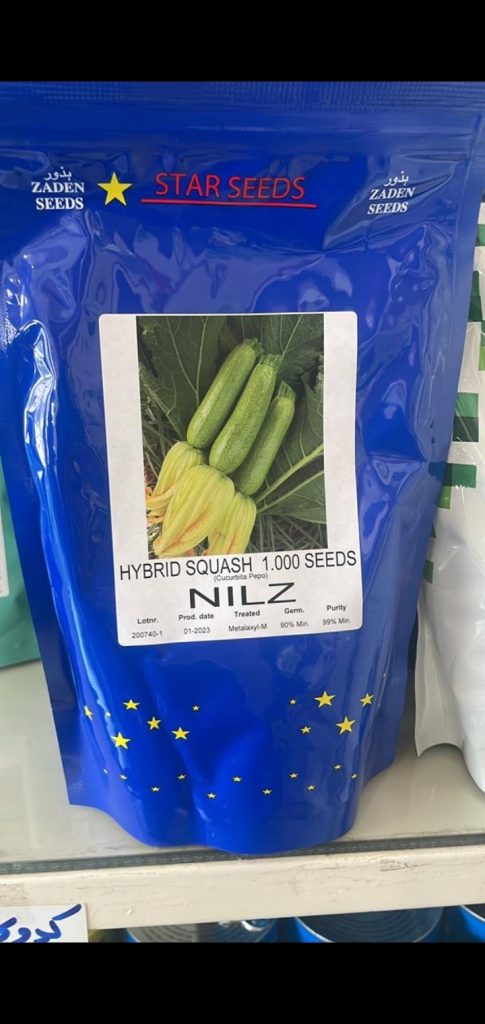 بذور
ZADEN
SEEDS
STAR SEEDS
بذور
ZADEN
SEEDS
HYBRID SQUASH 1.000 SEEDS
(Cucurbita Pepo)
NILZ
Lotnr. Prod. date Treated Germ. Purity
200740-1 01-2023 Metalaxyl-M 90% Min. 99% Min.